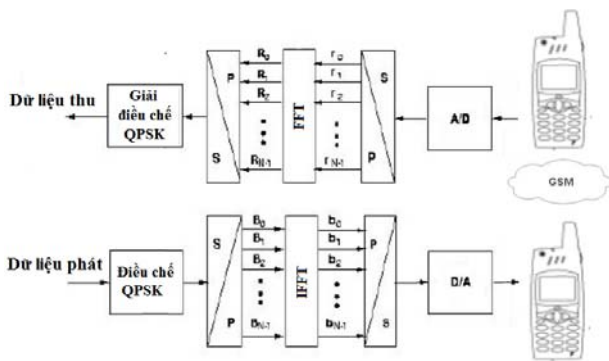 R0
R1
R2
RN-1
P
S
FFT
r0
r1
r2
rN-1
S
P
Dữ liệu thu
Giải
điều chế
QPSK
A/D
GSM
Dữ liệu phát
Điều chế
QPSK
S
P
B0
B1
B2
BN-1
IFFT
b0
b1
b2
bN-1
P
S
D/A